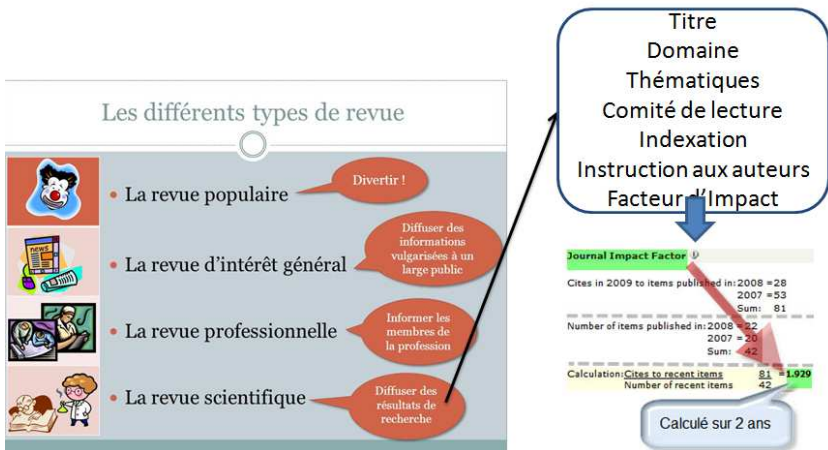 Les différents types de revue
• La revue populaire
Divertir !
news
• La revue d'intérêt général
Diffuser des
informations
vulgarisées à un
large public
• La revue professionnelle
Informer les
membres de
la profession
• La revue scientifique
Diffuser des
résultats de
recherche
Titre
Domaine
Thématiques
Comité de lecture
Indexation
Instruction aux auteurs
Facteur d'Impact
Journal Impact Factor
Cites in 2009 to items published in: 2008 =28
2007 =53
Sum: 81
Number of items published in: 2008 =22
2007 =20
Sum: 42
Calculation: Cites to recent items 81 =1.929
Number of recent items 42
Calculé sur 2 ans